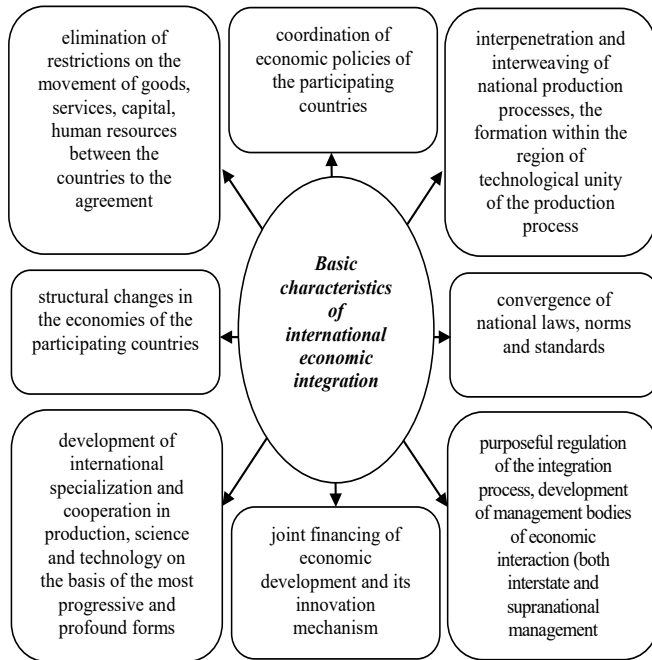 elimination of
restrictions on the
movement of goods,
services, capital,
human resources
between the
countries to the
agreement
coordination of
economic policies of
the participating
countries
interpenetration and
interweaving of
national production
processes, the
formation within the
region of
technological unity
of the production
process
structural changes in
the economies of the
participating countries
Basic
characteristics
of
international
economic
integration
convergence of
national laws, norms
and standards
development of
international
specialization and
cooperation in
production, science
and technology on
the basis of the most
progressive and
profound forms
joint financing of
economic
development and its
innovation
mechanism
purposeful regulation
of the integration
process, development
of management bodies
of economic
interaction (both
interstate and
supranational
management